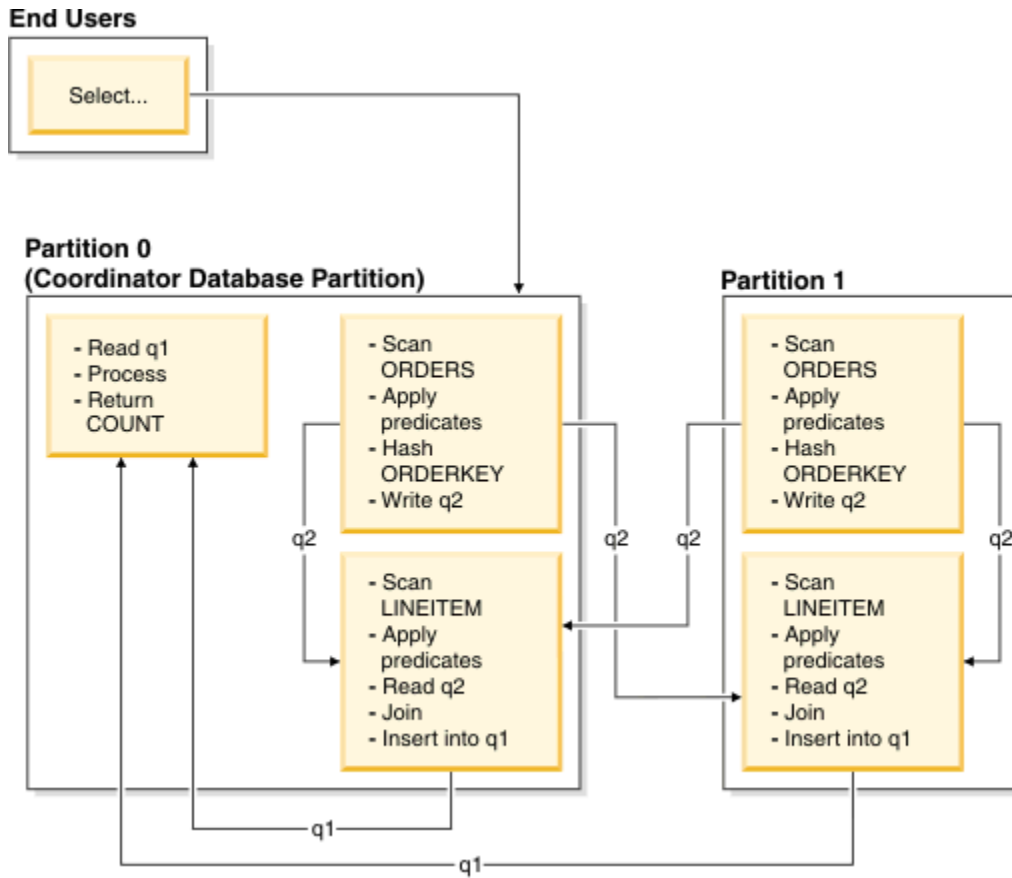 End Users
Select...
Partition 0
(Coordinator Database Partition)
Partition 1
- Read q1
- Process
- Return
COUNT
- Scan
ORDERS
- Apply
predicates
- Hash
ORDERKEY
- Write q2
- Scan
ORDERS
- Apply
predicates
- Hash
ORDERKEY
- Write q2
q2
q2
q2
q2
- Scan
LINEITEM
- Apply
predicates
- Read q2
- Join
- Insert into q1
- Scan
LINEITEM
- Apply
predicates
- Read q2
- Join
- Insert into q1
q1
q1